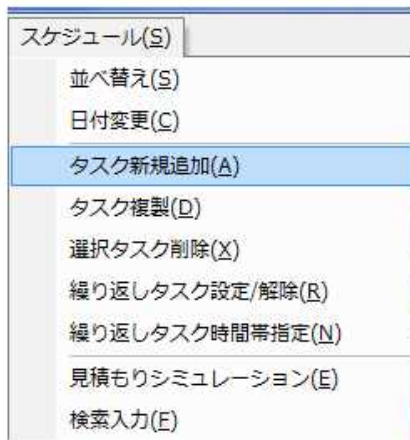 スケジュール(S)
並べ替え(S)
日付変更(C)
タスク新規追加(A)
タスク複製(D)
選択タスク削除(X)
繰り返しタスク設定/解除(R)
繰り返しタスク時間帯指定(N)
見積もりシミュレーション(E)
検索入力(F)